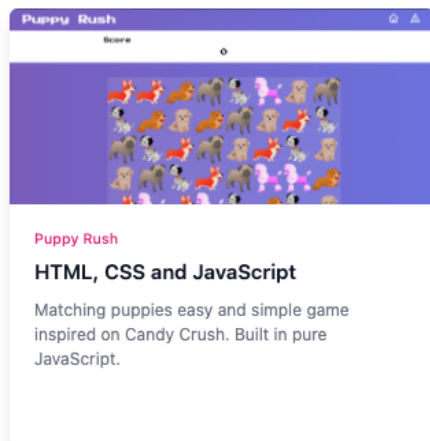 Puppy Rush
Score
0
Puppy Rush
HTML, CSS and JavaScript
Matching puppies easy and simple game
inspired on Candy Crush. Built in pure
JavaScript.